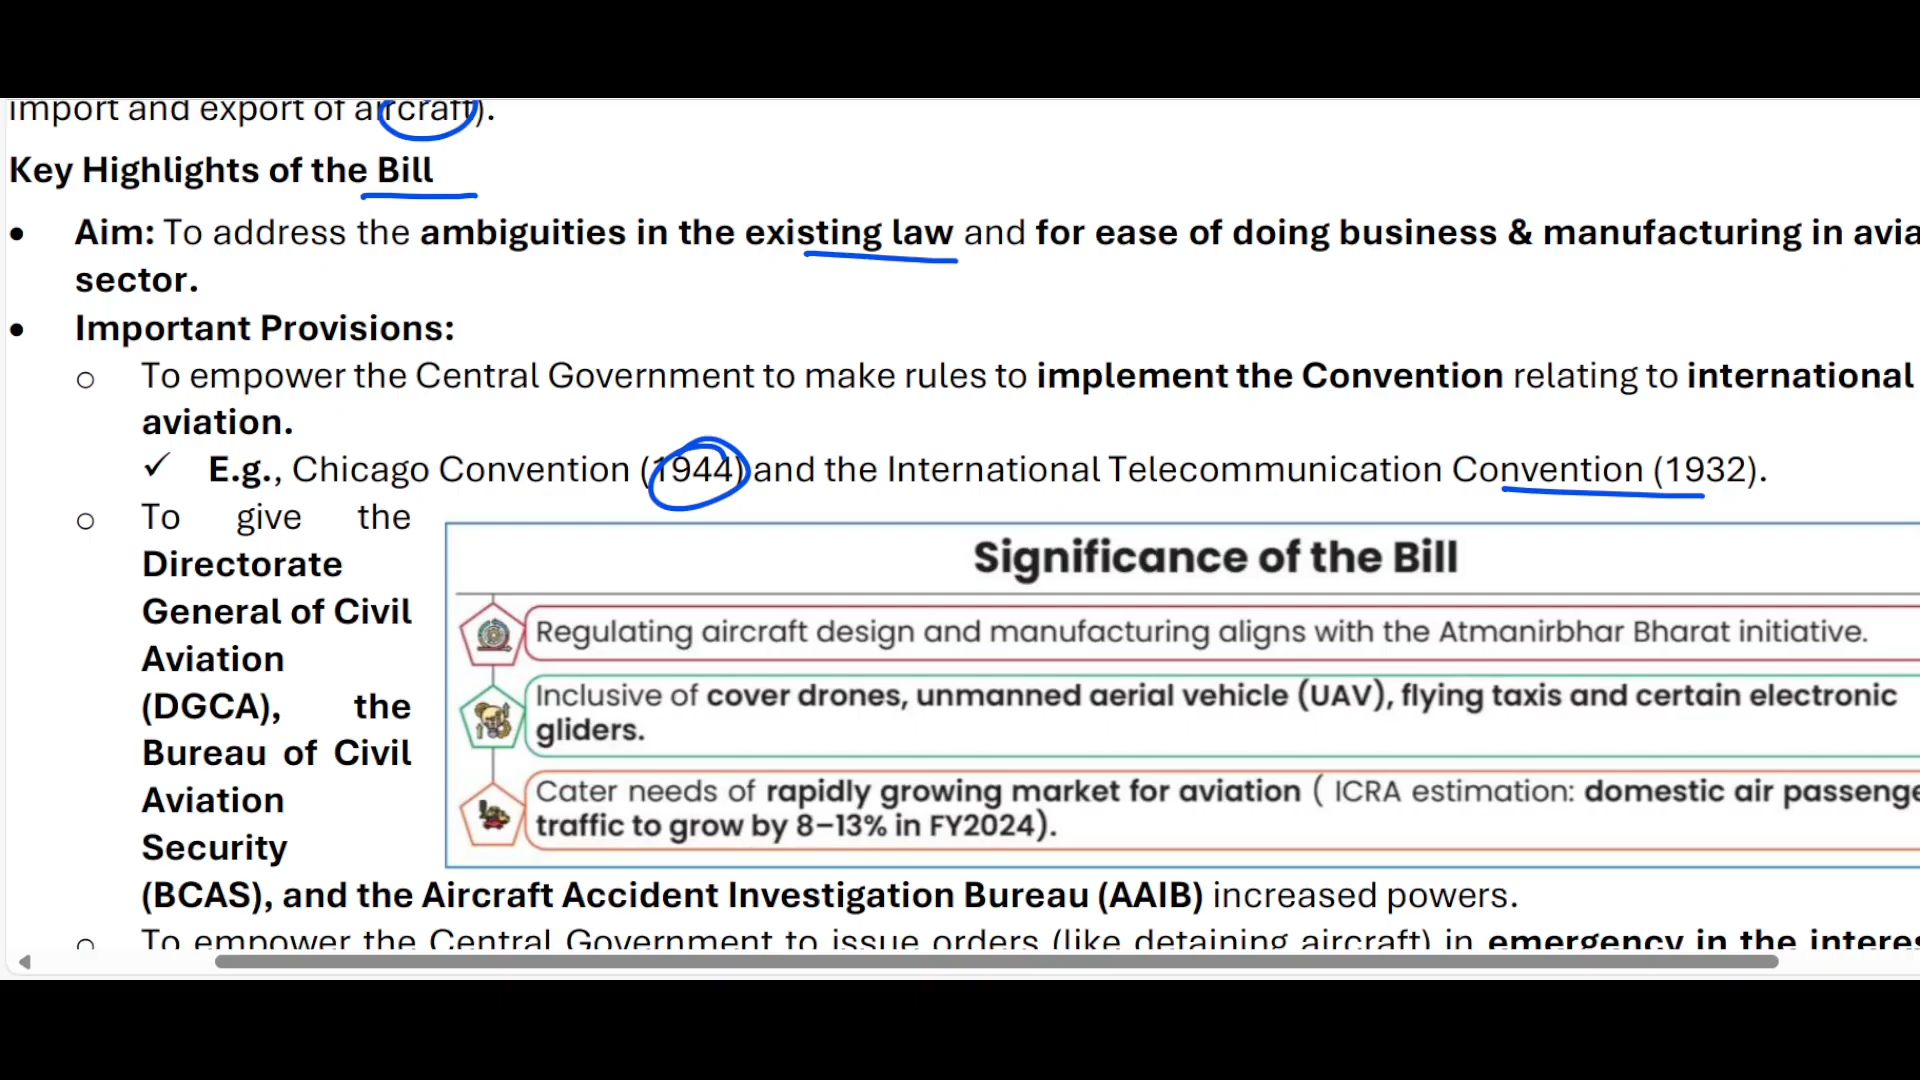 import and export of aircraft).
Key Highlights of the Bill
• Aim: To address the ambiguities in the existing law and for ease of doing business & manufacturing in avia
sector.
• Important Provisions:
o To empower the Central Government to make rules to implement the Convention relating to international
aviation.
✓ E.g., Chicago Convention (1944) and the International Telecommunication Convention (1932).
o To give the
Directorate
General of Civil
Aviation
(DGCA), the
Bureau of Civil
Aviation
Security
(BCAS), and the Aircraft Accident Investigation Bureau (AAIB) increased powers.
Significance of the Bill
Regulating aircraft design and manufacturing aligns with the Atmanirbhar Bharat initiative.
Inclusive of cover drones, unmanned aerial vehicle (UAV), flying taxis and certain electronic
gliders.
Cater needs of rapidly growing market for aviation ( ICRA estimation: domestic air passenge
traffic to grow by 8–13% in FY2024).
o To empower the Central Government to issue orders (like detaining aircraft) in emergency in the interes